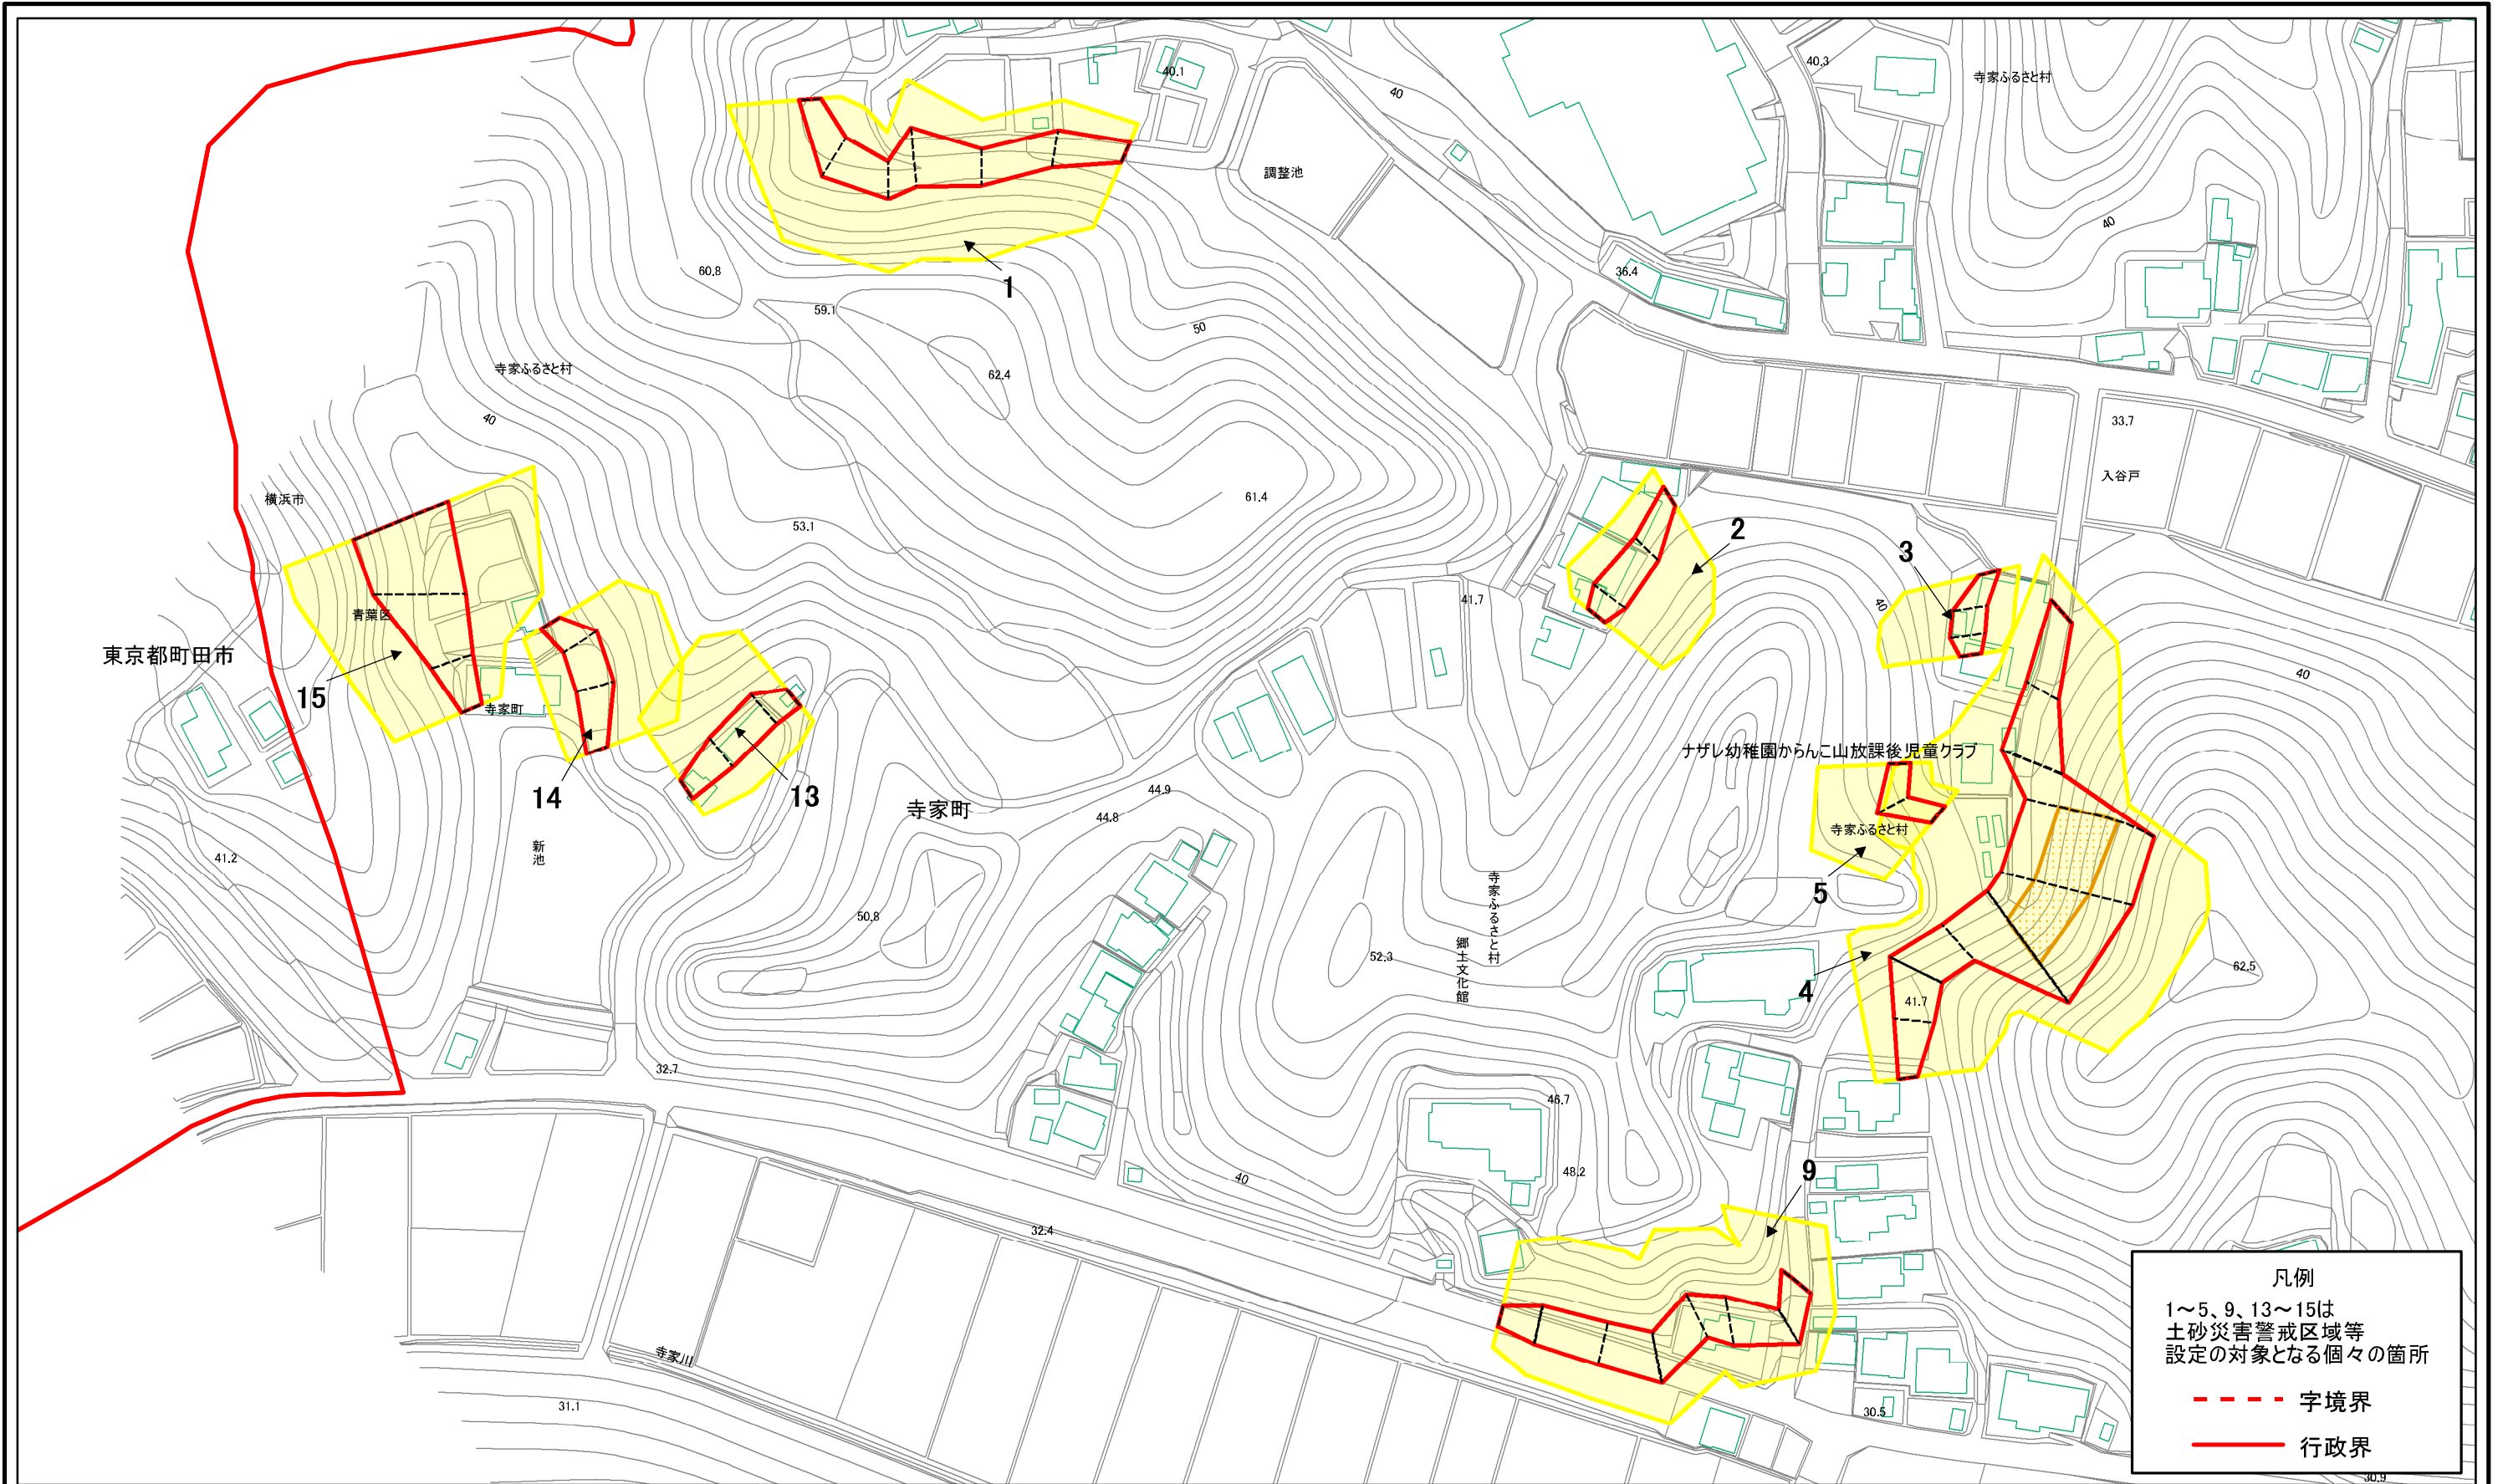 40.1
40
40.3
寺家ふるさと村
調整池
40
60.8
36.4
1
59.1
50
寺家ふるさと村
62.4
40
33.7
入谷戸
横浜市
61.4
53.1
2
3
青葉区
41.7
40
東京都町田市
15
寺家町
40
14
13
ナザレ幼稚園からんこ山放課後児童クラブ
寺家町
44.9
44.8
寺家ふるさと村
新池
41.2
5
50.8
寺家ふるさと村
郷土文化館
52.3
62.5
4
41.7
32.7
46.7
48.2
9
40
32.4
寺家川
31.1
30.5
30.9
凡例
1~5、9、13~15は
土砂災害警戒区域等
設定の対象となる個々の箇所
字境界
行政界